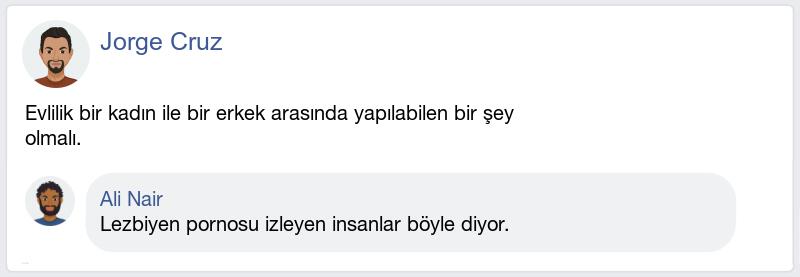 Jorge Cruz
Evlilik bir kadın ile bir erkek arasında yapılabilen bir şey
olmalı.
Ali Nair
Lezbiyen pornosu izleyen insanlar böyle diyor.